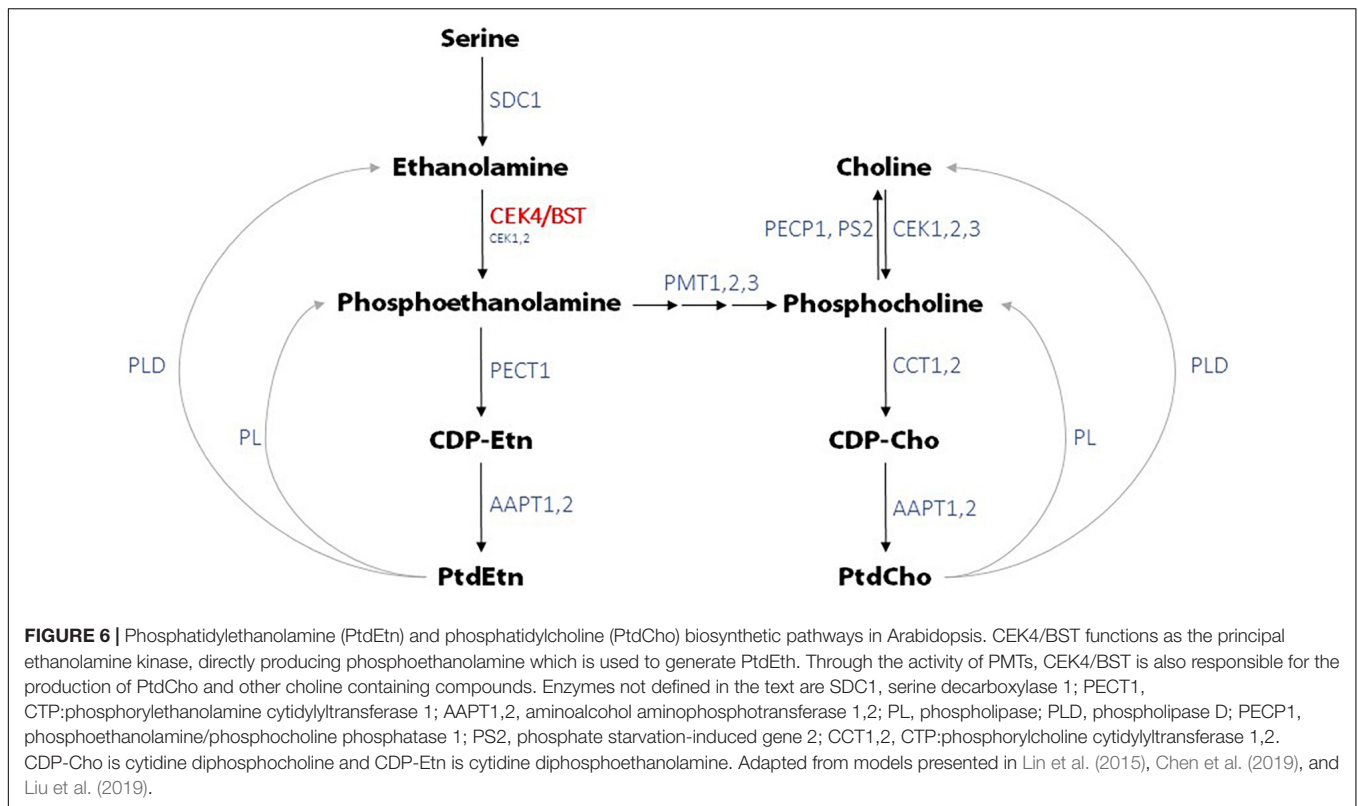 Serine
SDC1
Ethanolamine
Choline
CEK4/BST
CEK1,2
PECP1, PS2
CEK1,2,3
Phosphoethanolamine
PMT1,2,3
Phosphocholine
PLD
PECT1
CCT1,2
PLD
PL
CDP-Etn
CDP-Cho
PL
AAPT1,2
AAPT1,2
PtdEtn
PtdCho
FIGURE 6 | Phosphatidylethanolamine (PtdEtn) and phosphatidylcholine (PtdCho) biosynthetic pathways in Arabidopsis. CEK4/BST functions as the principal
ethanolamine kinase, directly producing phosphoethanolamine which is used to generate PtdEth. Through the activity of PMTs, CEK4/BST is also responsible for the
production of PtdCho and other choline containing compounds. Enzymes not defined in the text are SDC1, serine decarboxylase 1; PECT1,
CTP:phosphorylethanolamine cytidylyltransferase 1; AAPT1,2, aminoalcohol aminophosphotransferase 1,2; PL, phospholipase; PLD, phospholipase D; PECP1,
phosphoethanolamine/phosphocholine phosphatase 1; PS2, phosphate starvation-induced gene 2; CCT1,2, CTP:phosphorylcholine cytidylyltransferase 1,2.
CDP-Cho is cytidine diphosphocholine and CDP-Etn is cytidine diphosphoethanolamine. Adapted from models presented in Lin et al. (2015), Chen et al. (2019), and
Liu et al. (2019).